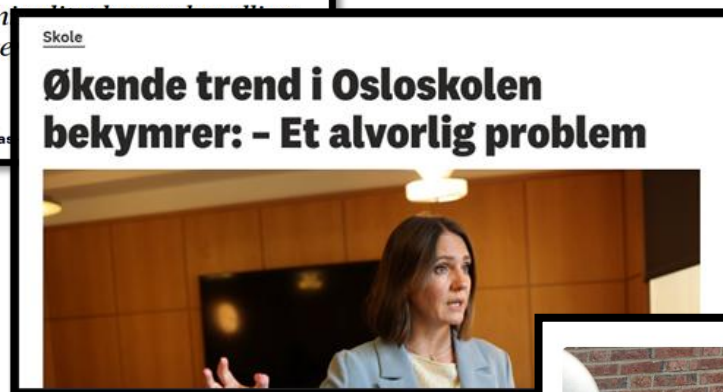 Skole
Økende trend i Osloskolen
bekymrer: – Et alvorlig problem